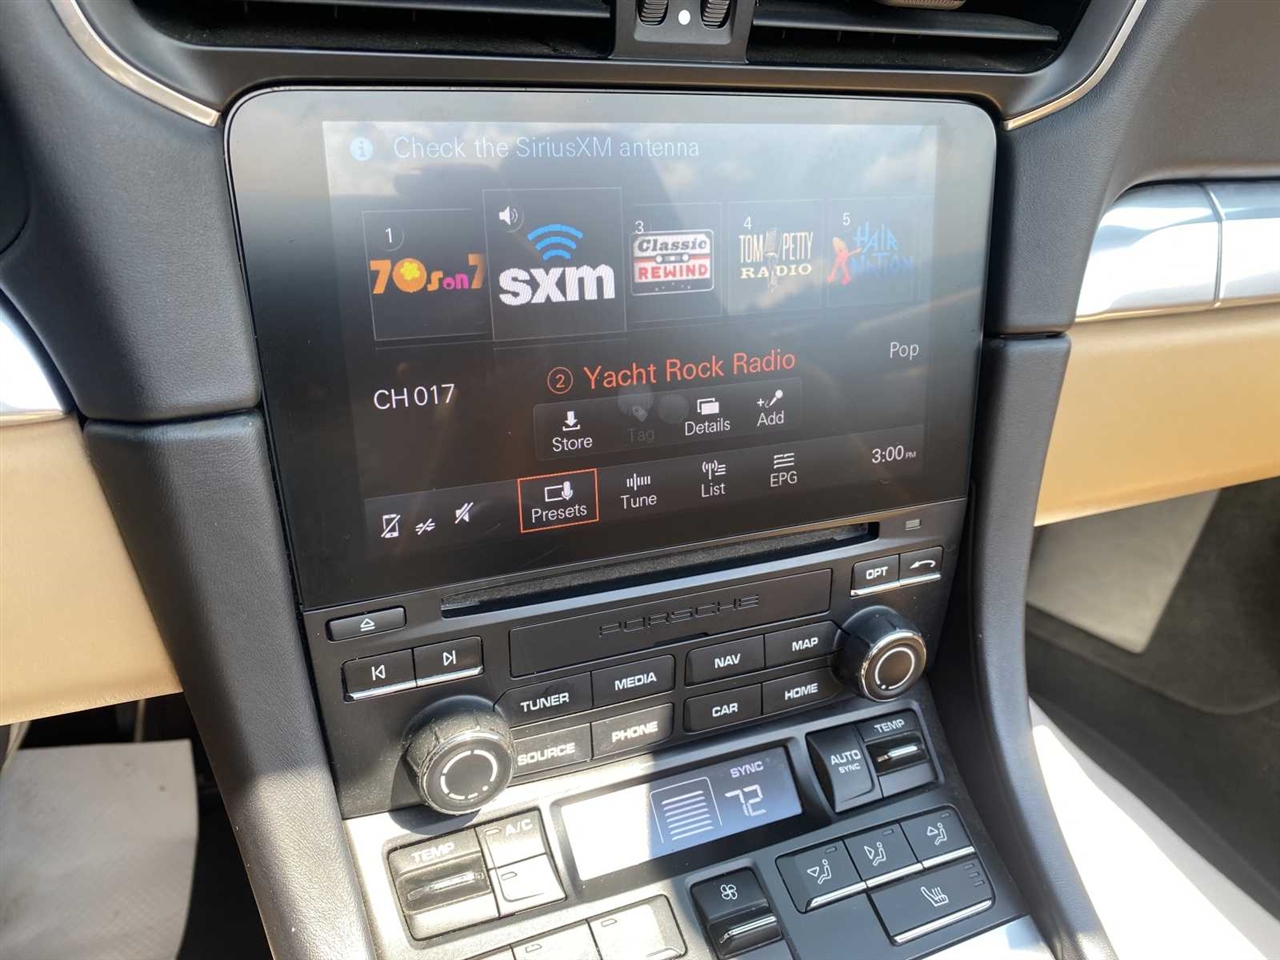 Check the SiriusXM antenna
1
3
4
5
70s on 7
sxm
Classic
REWIND
TOM PETTY
RADIO
HAIR
NATION
CH 017
2 Yacht Rock Radio
Pop
Store
Tag
Details
Add
Presets
Tune
List
EPG
3:00 PM
OPT
PORSCHE
TUNER
MEDIA
NAV
MAP
SOURCE
PHONE
CAR
HOME
SYNC
72
AUTO
SYNC
TEMP
TEMP
A/C